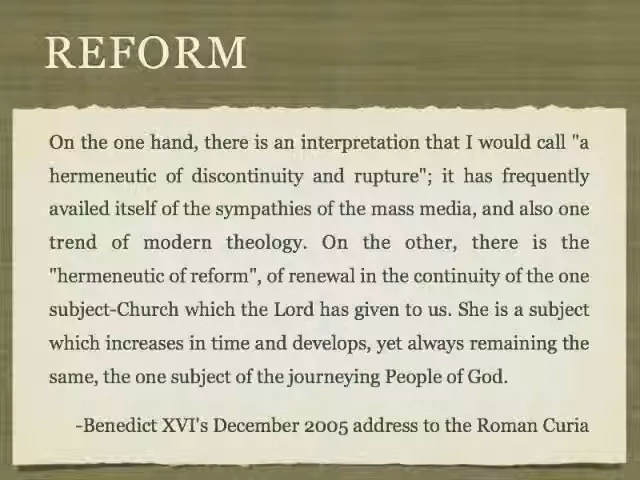 REFORM
On the one hand, there is an interpretation that I would call "a
hermeneutic of discontinuity and rupture"; it has frequently
availed itself of the sympathies of the mass media, and also one
trend of modern theology. On the other, there is the
"hermeneutic of reform", of renewal in the continuity of the one
subject-Church which the Lord has given to us. She is a subject
which increases in time and develops, yet always remaining the
same, the one subject of the journeying People of God.
-Benedict XVI's December 2005 address to the Roman Curia